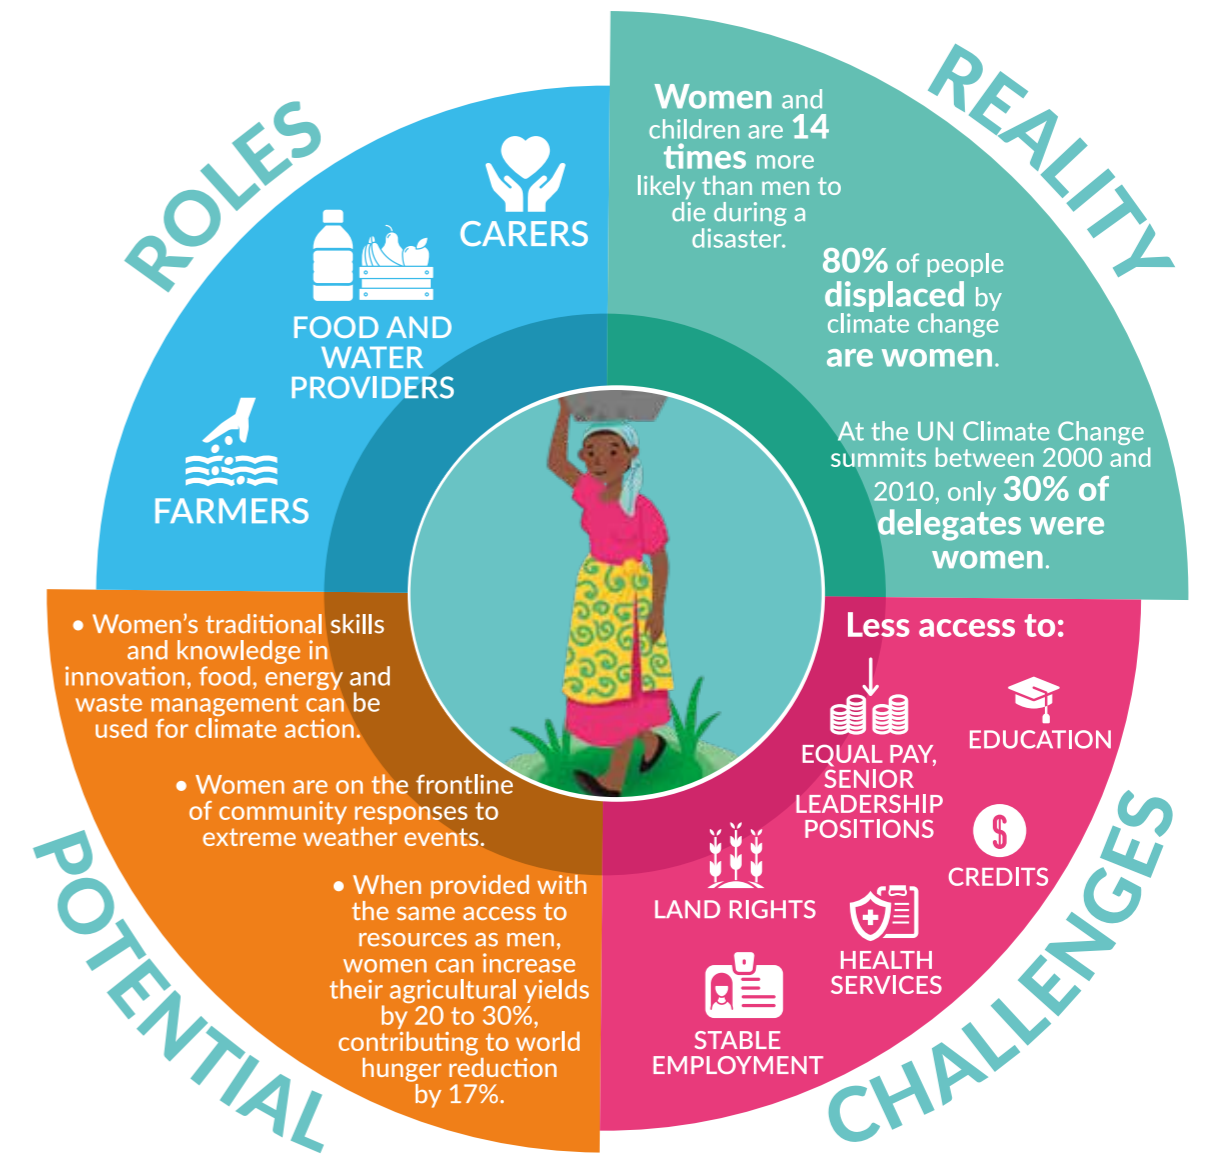 ROLES
CARERS
FOOD AND
WATER
PROVIDERS
FARMERS
REALITY
Women and
children are 14
times more
likely than men to
die during a
disaster.
80% of people
displaced by
climate change
are women.
At the UN Climate Change
summits between 2000 and
2010, only 30% of
delegates were
women.
POTENTIAL
• Women’s traditional skills
and knowledge in
innovation, food, energy and
waste management can be
used for climate action.
• Women are on the frontline
of community responses to
extreme weather events.
• When provided with
the same access to
resources as men,
women can increase
their agricultural yields
by 20 to 30%,
contributing to world
hunger reduction
by 17%.
CHALLENGES
Less access to:
EQUAL PAY,
SENIOR
LEADERSHIP
POSITIONS
EDUCATION
$
CREDITS
LAND RIGHTS
HEALTH
SERVICES
STABLE
EMPLOYMENT